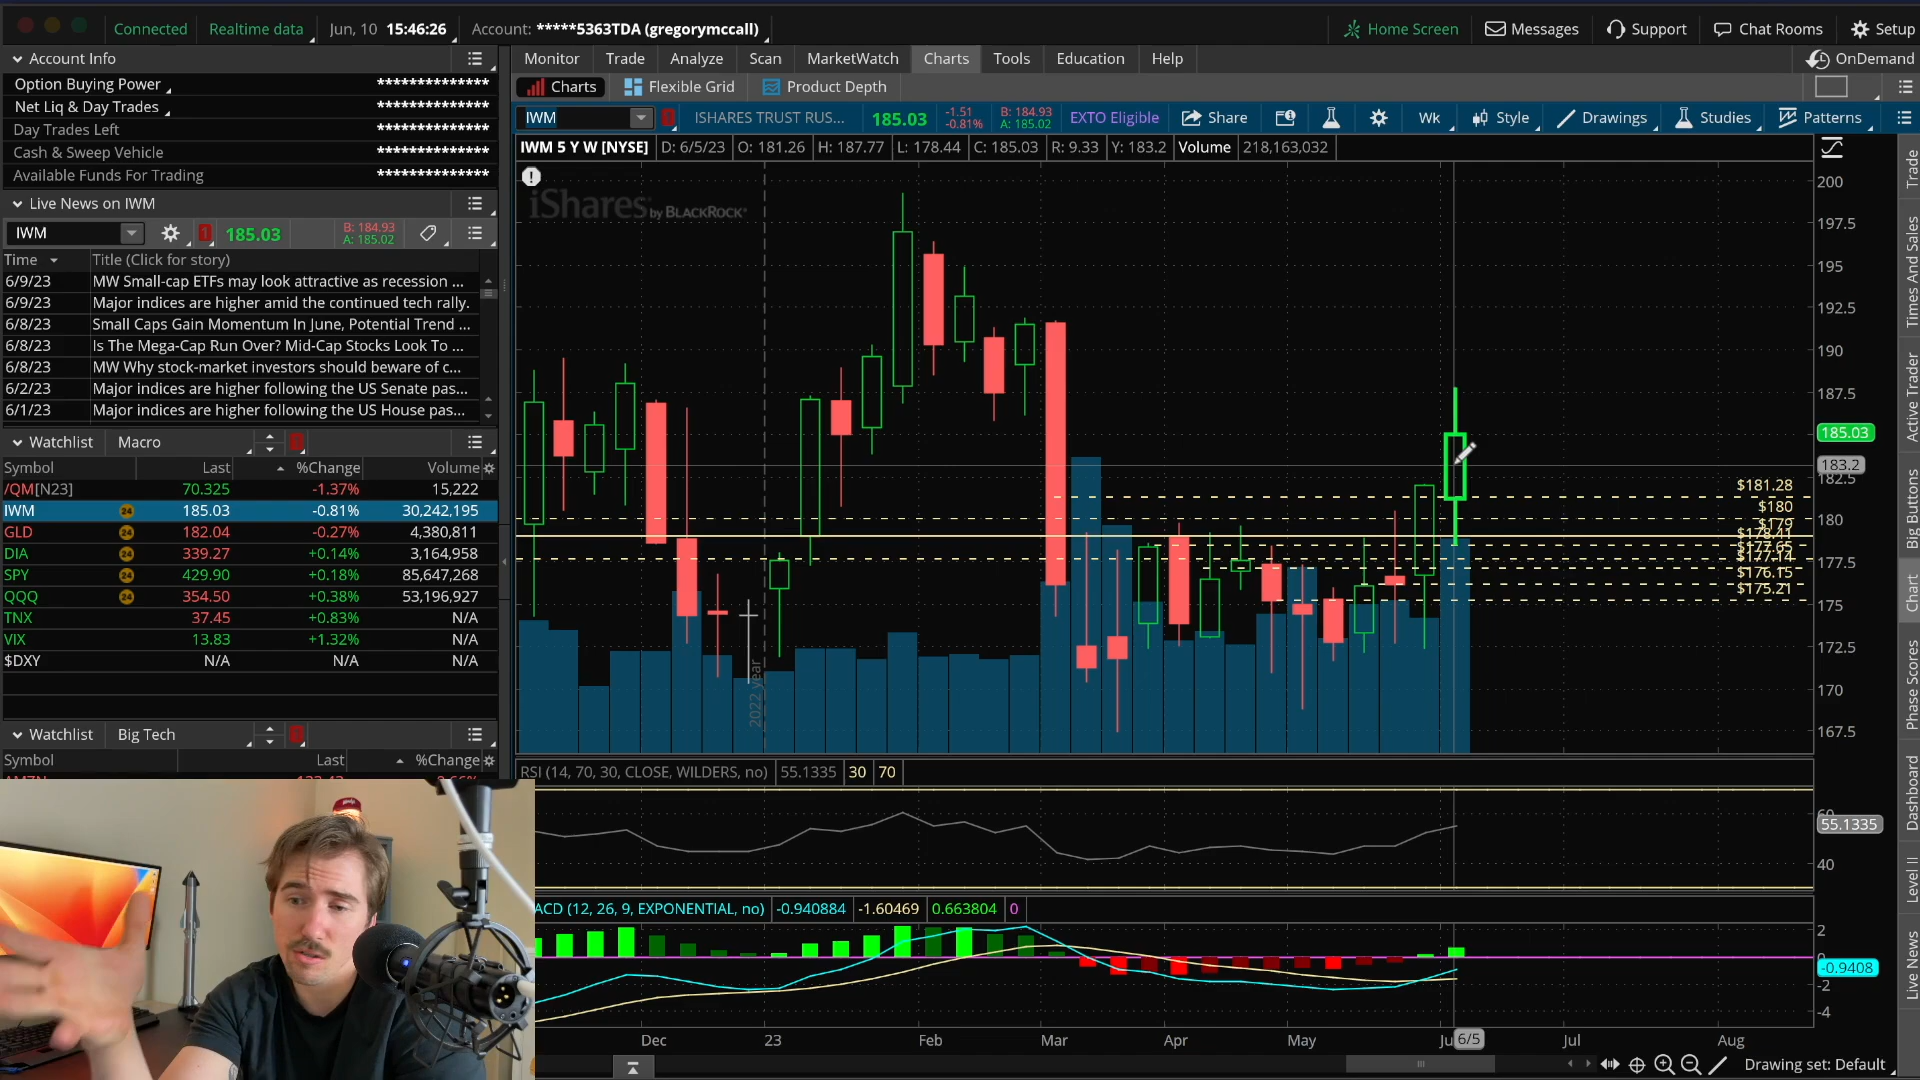 Connected Realtime data Jun, 10 15:46:26 Account: *****5363TDA (gregorymccall) Home Screen Messages Support Chat Rooms Setup
Account Info
Option Buying Power **************
Net Liq & Day Trades **************
Day Trades Left **************
Cash & Sweep Vehicle **************
Available Funds For Trading **************
Live News on IWM
IWM 1 185.03 B: 184.93 A: 185.02
Time Title (Click for story)
6/9/23 MW Small-cap ETFs may look attractive as recession ...
6/9/23 Major indices are higher amid the continued tech rally.
6/8/23 Small Caps Gain Momentum In June, Potential Trend ...
6/8/23 Is The Mega-Cap Run Over? Mid-Cap Stocks Look To ...
6/8/23 MW Why stock-market investors should beware of c...
6/2/23 Major indices are higher following the US Senate pas...
6/1/23 Major indices are higher following the US House pas...
Watchlist Macro
Symbol Last %Change Volume
/QM[N23] 70.325 -1.37% 15,222
IWM 24 185.03 -0.81% 30,242,195
GLD 24 182.04 -0.27% 4,380,811
DIA 24 339.27 +0.14% 3,164,958
SPY 24 429.90 +0.18% 85,647,268
QQQ 24 354.50 +0.38% 53,196,927
TNX 37.45 +0.83% N/A
VIX 13.83 +1.32% N/A
$DXY N/A N/A N/A
Watchlist Big Tech
Symbol Last %Change
Monitor Trade Analyze Scan MarketWatch Charts Tools Education Help OnDemand
Charts Flexible Grid Product Depth
IWM ISHARES TRUST RUS... 185.03 -1.51 -0.81% B: 184.93 A: 185.02 EXTO Eligible Share Wk Style Drawings Studies Patterns
IWM 5 Y W [NYSE] D: 6/5/23 O: 181.26 H: 187.77 L: 178.44 C: 185.03 R: 9.33 Y: 183.2 Volume 218,163,032
iShares by BLACKROCK
200
197.5
195
192.5
190
187.5
185.03
183.2
182.5
180
177.5
175
172.5
170
167.5
$181.28
$180
$179
$178.41
$177.65
$177.14
$176.15
$175.21
2022 year
RSI (14, 70, 30, CLOSE, WILDERS, no) 55.1335 30 70
60
55.1335
40
ACD (12, 26, 9, EXPONENTIAL, no) -0.940884 -1.60469 0.663804 0
2
0
-0.9408
-2
-4
Dec 23 Feb Mar Apr May 6/5 Jul Aug
Drawing set: Default
Trade
Times And Sales
Active Trader
Big Buttons
Chart
Phase Scores
Dashboard
Level II
Live News